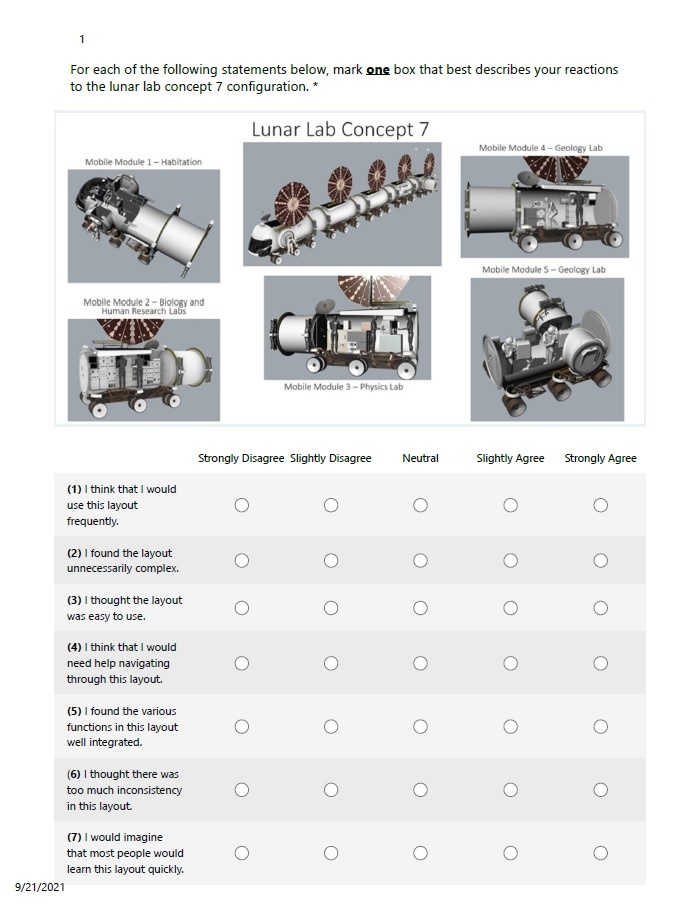 1
For each of the following statements below, mark one box that best describes your reactions
to the lunar lab concept 7 configuration. *
Lunar Lab Concept 7
Mobile Module 1 – Habitation
Mobile Module 4 – Geology Lab
Mobile Module 2 – Biology and
Human Research Labs
Mobile Module 3 – Physics Lab
Mobile Module 5 – Geology Lab
Strongly Disagree Slightly Disagree Neutral Slightly Agree Strongly Agree
(1) I think that I would
use this layout
frequently.
(2) I found the layout
unnecessarily complex.
(3) I thought the layout
was easy to use.
(4) I think that I would
need help navigating
through this layout.
(5) I found the various
functions in this layout
well integrated.
(6) I thought there was
too much inconsistency
in this layout.
(7) I would imagine
that most people would
learn this layout quickly.
9/21/2021